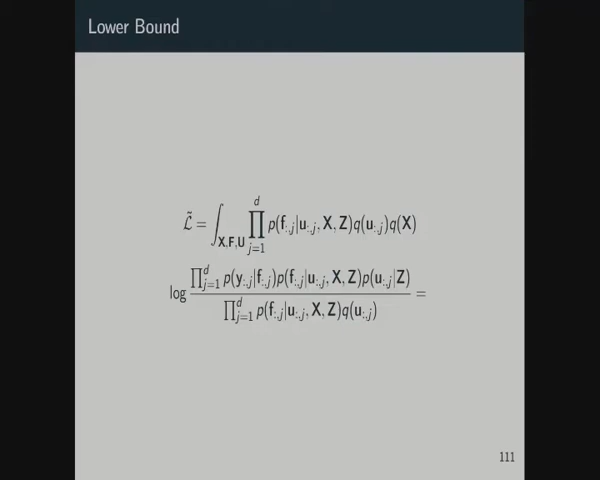 Lower Bound
$\tilde{\mathcal{L}} = \int_{\mathbf{X},\mathbf{F},\mathbf{U}} \prod_{j=1}^{d} p(\mathbf{f}_{:,j}|\mathbf{u}_{:,j}, \mathbf{X}, \mathbf{Z})q(\mathbf{u}_{:,j})q(\mathbf{X})$
$\log \frac{\prod_{j=1}^{d} p(\mathbf{y}_{:,j}|\mathbf{f}_{:,j})p(\mathbf{f}_{:,j}|\mathbf{u}_{:,j}, \mathbf{X}, \mathbf{Z})p(\mathbf{u}_{:,j}|\mathbf{Z})}{\prod_{j=1}^{d} p(\mathbf{f}_{:,j}|\mathbf{u}_{:,j}, \mathbf{X}, \mathbf{Z})q(\mathbf{u}_{:,j})} =$
111